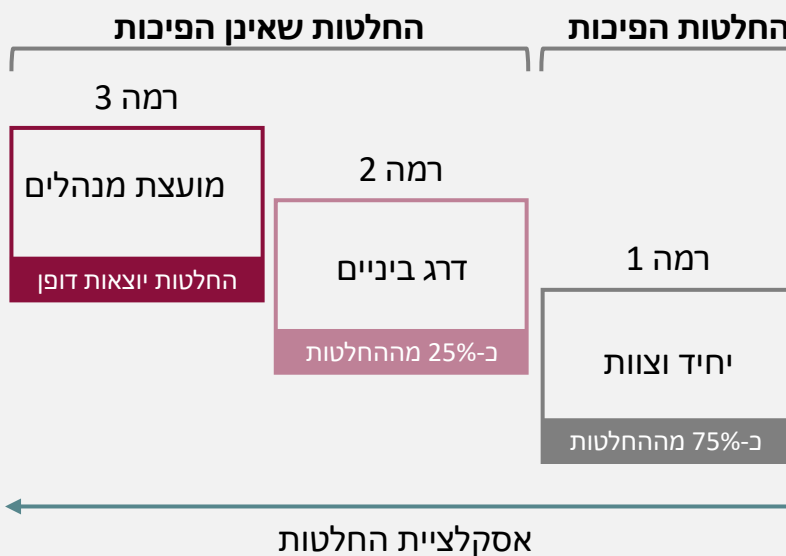 החלטות הפיכות
החלטות שאינן הפיכות
רמה 1
יחיד וצוות
כ-75% מההחלטות
רמה 2
דרג ביניים
כ-25% מההחלטות
רמה 3
מועצת מנהלים
החלטות יוצאות דופן
אסקלציית החלטות